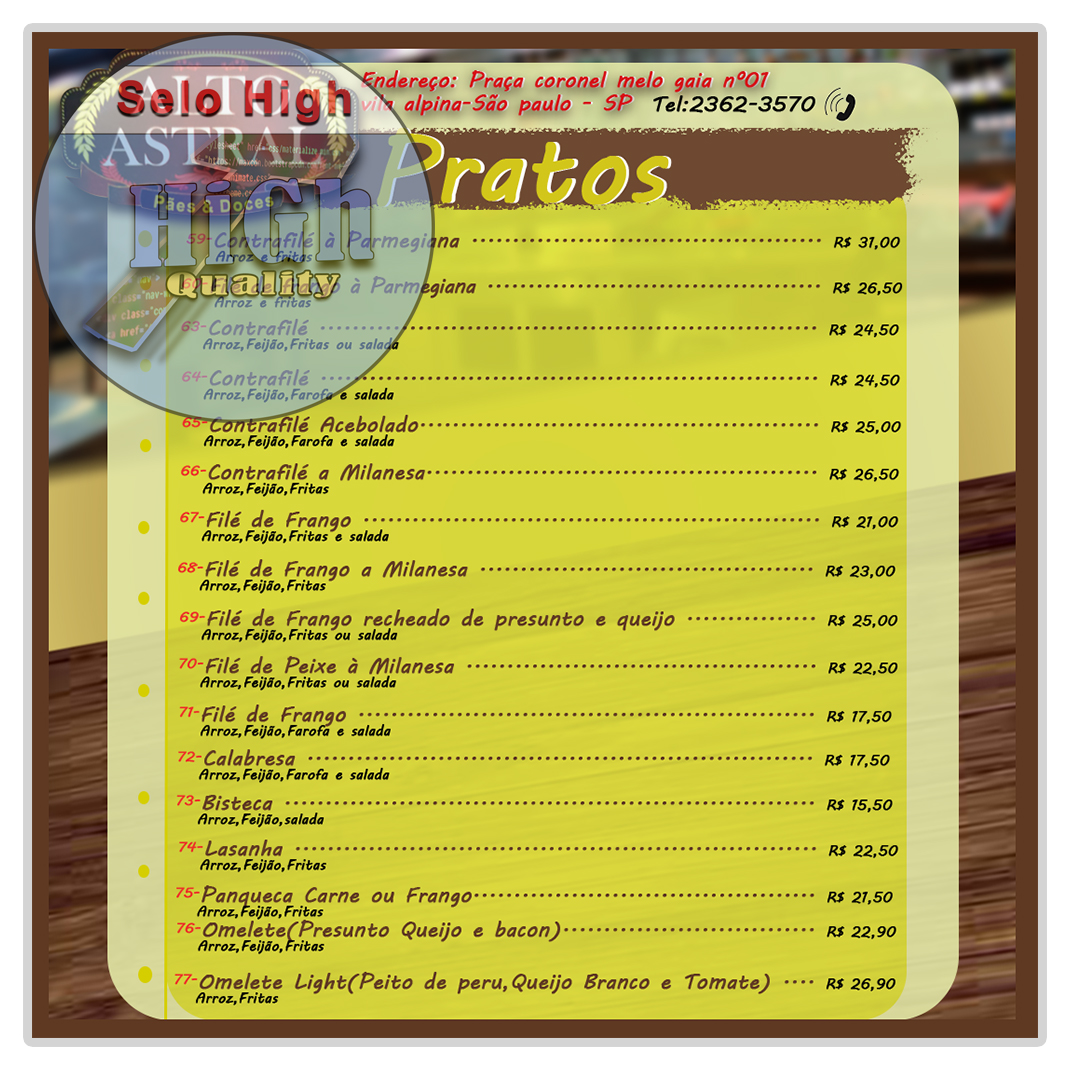 ALTO ASTRAL
Selo High
Pães & Doces
HiGh
Quality
Endereço: Praça coronel melo gaia nº01
vila alpina-São paulo - SP Tel:2362-3570
Pratos
59-Contrafilé à Parmegiana R$ 31,00
Arroz e fritas
60-Filé de Frango à Parmegiana R$ 26,50
Arroz e fritas
63-Contrafilé R$ 24,50
Arroz,Feijão,Fritas ou salada
64-Contrafilé R$ 24,50
Arroz,Feijão,Farofa e salada
65-Contrafilé Acebolado R$ 25,00
Arroz,Feijão,Farofa e salada
66-Contrafilé a Milanesa R$ 26,50
Arroz,Feijão,Fritas
67-Filé de Frango R$ 21,00
Arroz,Feijão,Fritas e salada
68-Filé de Frango a Milanesa R$ 23,00
Arroz,Feijão,Fritas
69-Filé de Frango recheado de presunto e queijo R$ 25,00
Arroz,Feijão,Fritas ou salada
70-Filé de Peixe à Milanesa R$ 22,50
Arroz,Feijão,Fritas ou salada
71-Filé de Frango R$ 17,50
Arroz,Feijão,Farofa e salada
72-Calabresa R$ 17,50
Arroz,Feijão,Farofa e salada
73-Bisteca R$ 15,50
Arroz,Feijão,salada
74-Lasanha R$ 22,50
Arroz,Feijão,Fritas
75-Panqueca Carne ou Frango R$ 21,50
Arroz,Feijão,Fritas
76-Omelete(Presunto Queijo e bacon) R$ 22,90
Arroz,Feijão,Fritas
77-Omelete Light(Peito de peru,Queijo Branco e Tomate) R$ 26,90
Arroz,Fritas